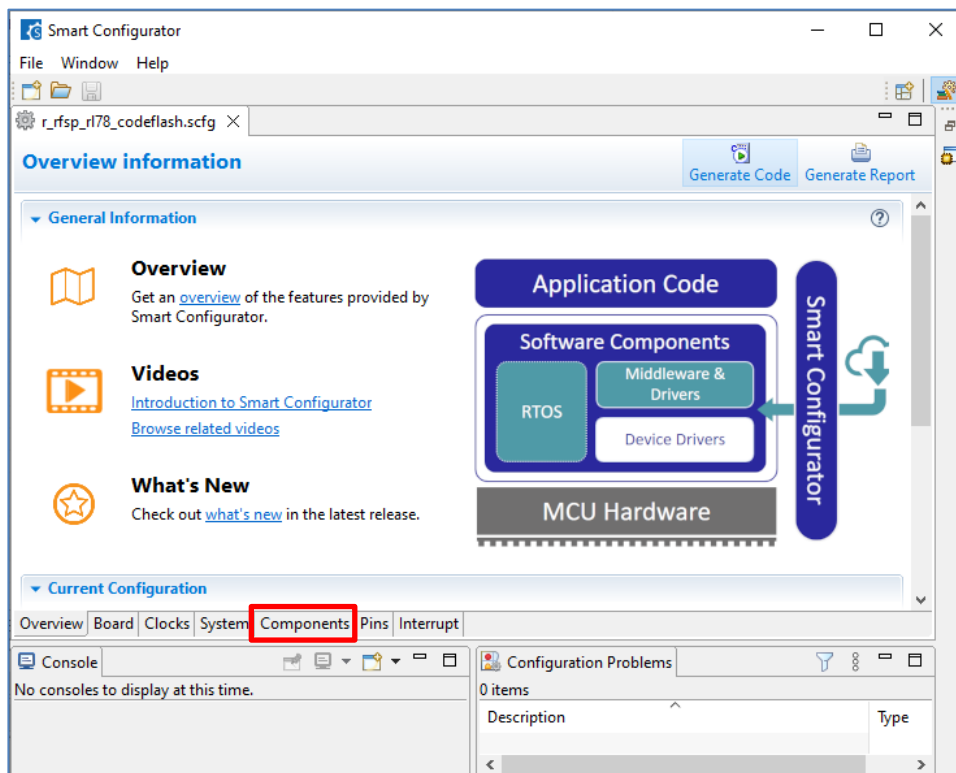 Smart Configurator
File Window Help
r_rfsp_rl78_codeflash.scfg
Overview information
Generate Code
Generate Report
General Information
Overview
Get an overview of the features provided by
Smart Configurator.
Videos
Introduction to Smart Configurator
Browse related videos
What's New
Check out what's new in the latest release.
Application Code
Software Components
RTOS
Middleware &
Drivers
Device Drivers
MCU Hardware
Smart Configurator
Current Configuration
Overview Board Clocks System Components Pins Interrupt
Console
No consoles to display at this time.
Configuration Problems
0 items
Description Type